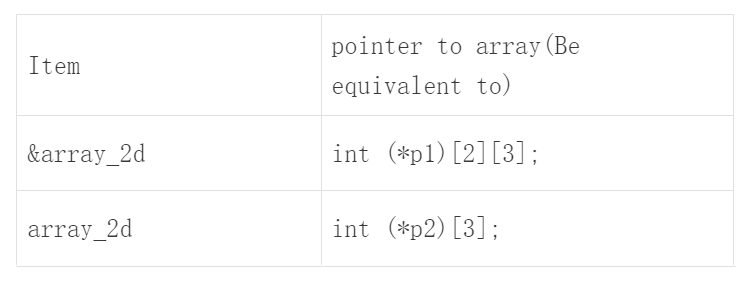 Item
pointer to array(Be
equivalent to)
&array_2d
int (*p1)[2][3];
array_2d
int (*p2)[3];